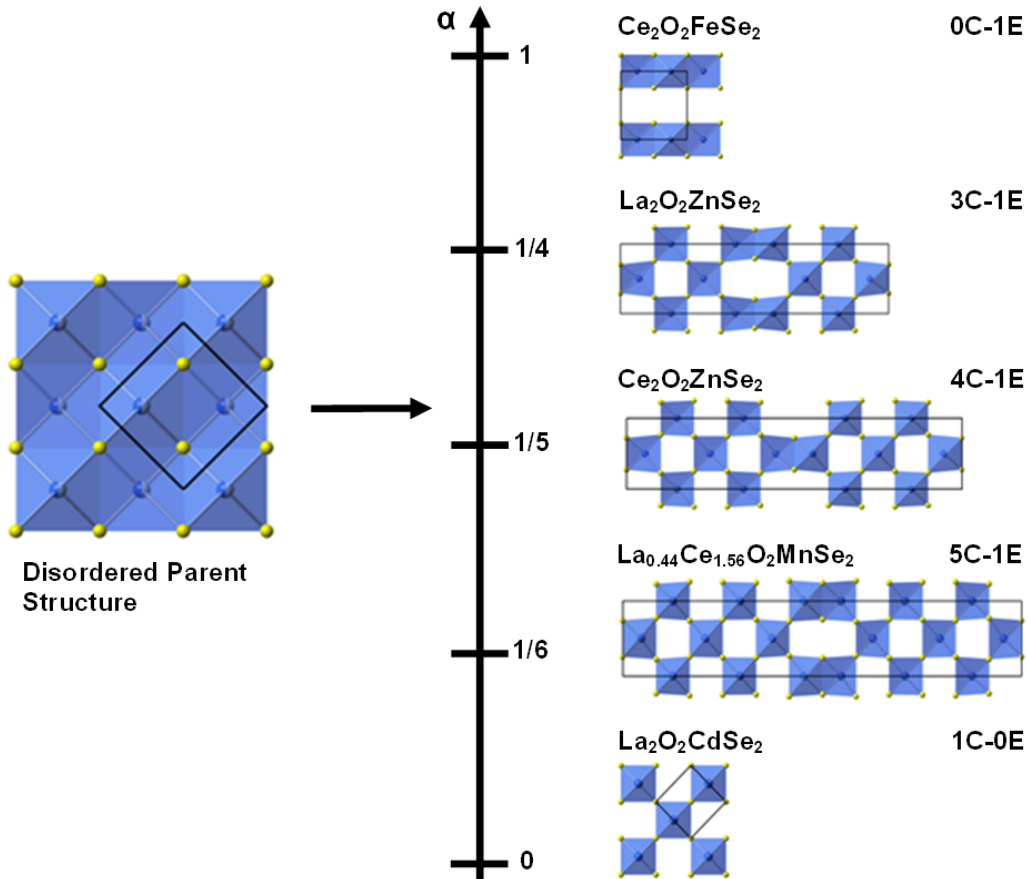 α
1
1/4
1/5
1/6
0
Disordered Parent
Structure
Ce₂O₂FeSe₂ 0C-1E
La₂O₂ZnSe₂ 3C-1E
Ce₂O₂ZnSe₂ 4C-1E
La₀.₄₄Ce₁.₅₆O₂MnSe₂ 5C-1E
La₂O₂CdSe₂ 1C-0E